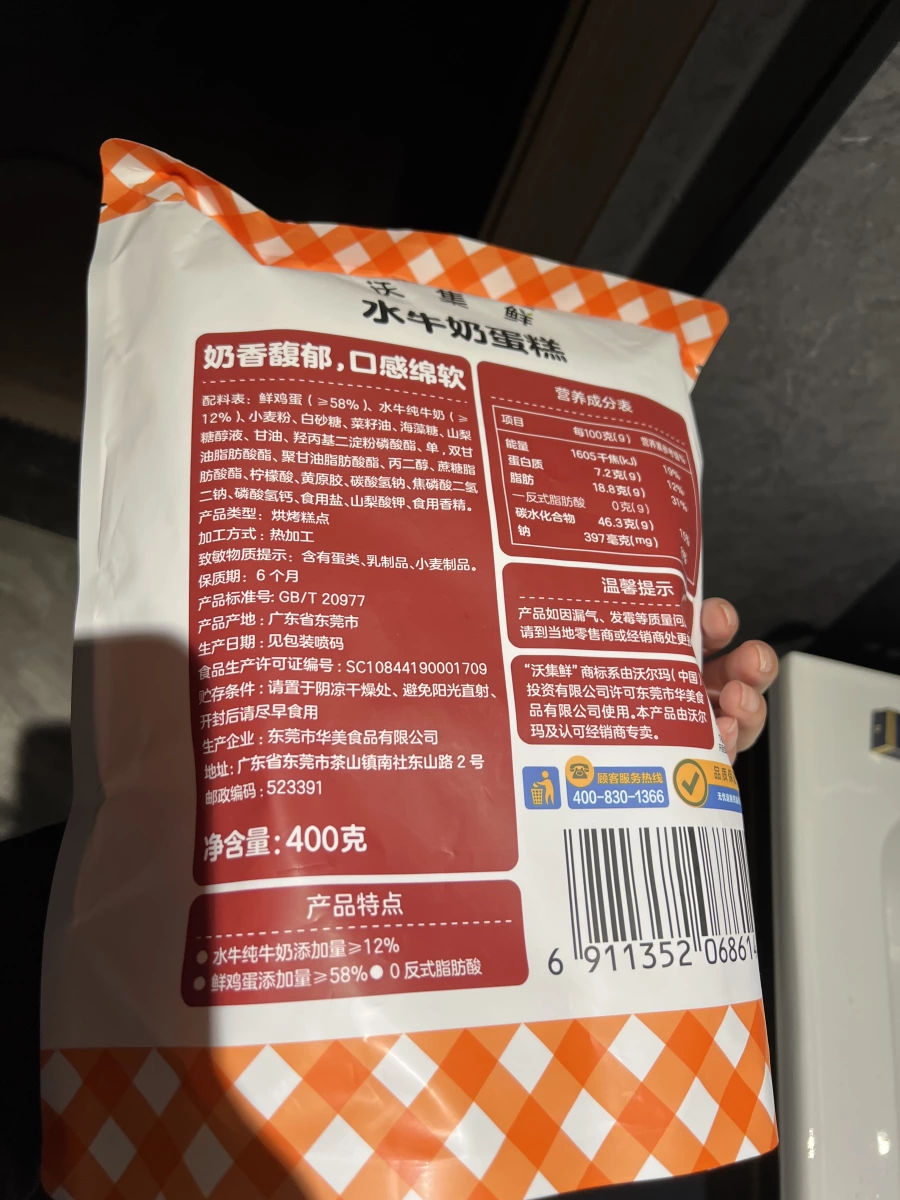 沃集鲜
水牛奶蛋糕
奶香馥郁,口感绵软
配料表: 鲜鸡蛋 (≥58%)、水牛纯牛奶 (≥
12%)、小麦粉、白砂糖、菜籽油、海藻糖、山梨
糖醇液、甘油、羟丙基二淀粉磷酸酯、单,双甘
油脂肪酸酯、聚甘油脂肪酸酯、丙二醇、蔗糖脂
肪酸酯、柠檬酸、黄原胶、碳酸氢钠、焦磷酸二氢
二钠、磷酸氢钙、食用盐、山梨酸钾、食用香精。
产品类型: 烘烤糕点
加工方式: 热加工
致敏物质提示: 含有蛋类、乳制品、小麦制品。
保质期: 6个月
产品标准号: GB/T 20977
产品产地: 广东省东莞市
生产日期: 见包装喷码
食品生产许可证编号: SC10844190001709
贮存条件: 请置于阴凉干燥处、避免阳光直射、
开封后请尽早食用
生产企业: 东莞市华美食品有限公司
地址: 广东省东莞市茶山镇南社东山路2号
邮政编码: 523391
净含量: 400克
产品特点
●水牛纯牛奶添加量≥12%
●鲜鸡蛋添加量≥58% ●0反式脂肪酸
营养成分表
项目 每100克(g) 营养素参考值%
能量 1605千焦(kJ) 19%
蛋白质 7.2克(g) 12%
脂肪 18.8克(g) 31%
—反式脂肪酸 0克(g)
碳水化合物 46.3克(g)
钠 397毫克(mg)
温馨提示
产品如因漏气、发霉等质量问
请到当地零售商或经销商处更
“沃集鲜”商标系由沃尔玛(中国
投资有限公司许可东莞市华美食
品有限公司使用。本产品由沃尔
玛及认可经销商专卖。
顾客服务热线
400-830-1366
品质
6 911352 06861